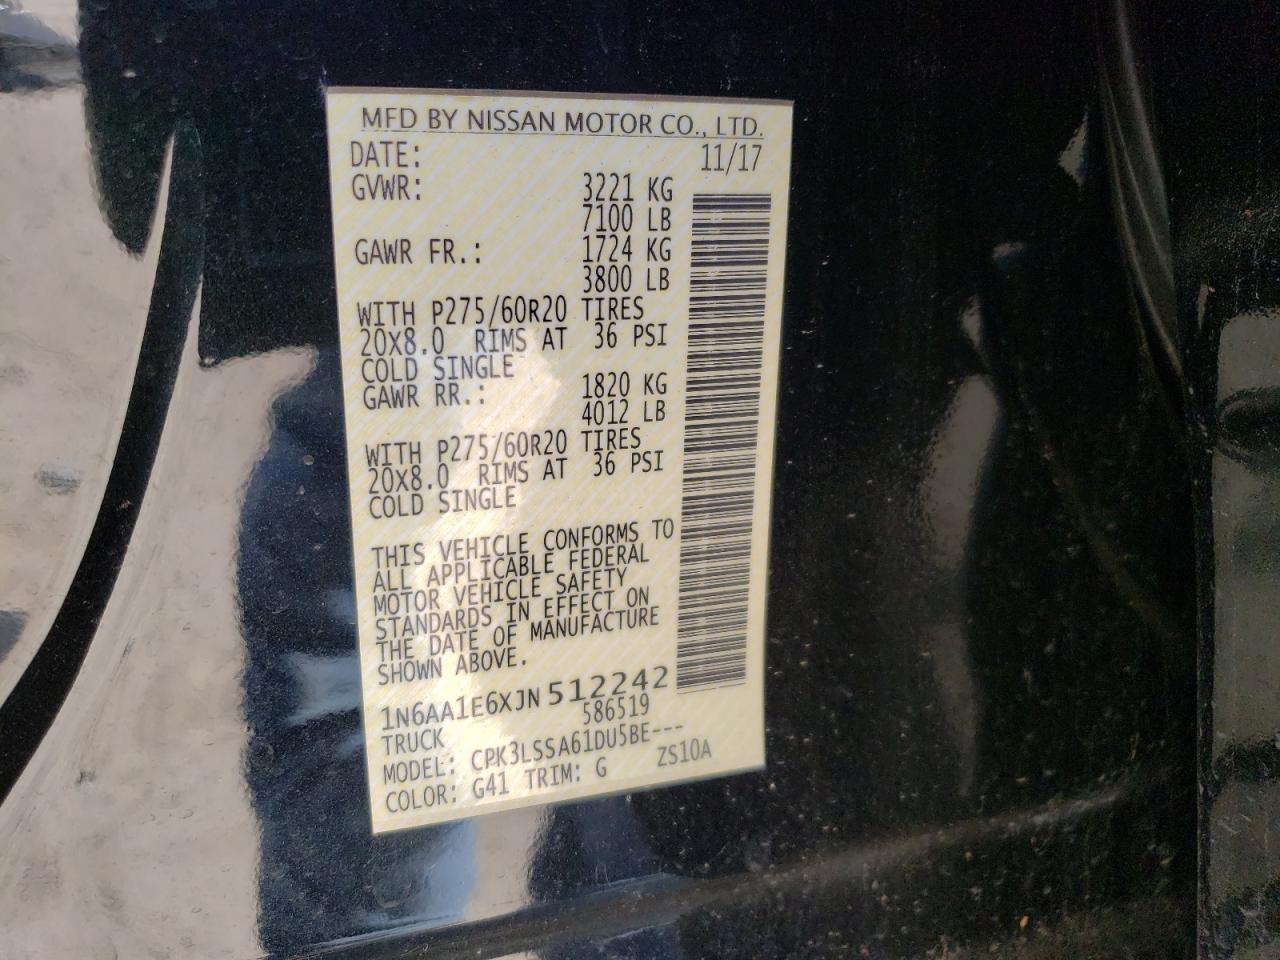 MFD BY NISSAN MOTOR CO., LTD.
DATE: 11/17
GVWR: 3221 KG
7100 LB
GAWR FR.: 1724 KG
3800 LB
WITH P275/60R20 TIRES
20X8.0 RIMS AT 36 PSI
COLD SINGLE
GAWR RR.: 1820 KG
4012 LB
WITH P275/60R20 TIRES
20X8.0 RIMS AT 36 PSI
COLD SINGLE
THIS VEHICLE CONFORMS TO
ALL APPLICABLE FEDERAL
MOTOR VEHICLE SAFETY
STANDARDS IN EFFECT ON
THE DATE OF MANUFACTURE
SHOWN ABOVE.
1N6AA1E6XJN512242
TRUCK 586519
MODEL: CPK3LSSA61DU5BE---
COLOR: G41 TRIM: G ZS10A